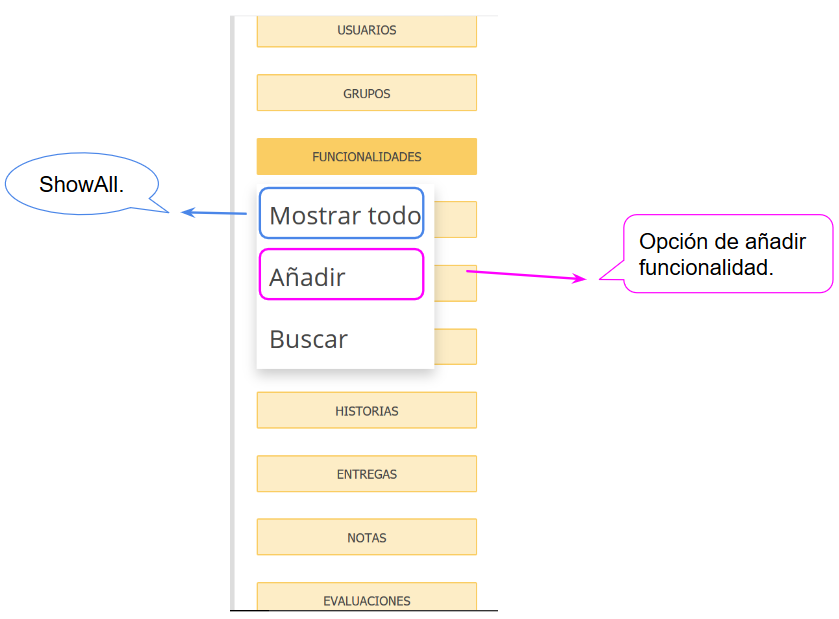 USUARIOS
GRUPOS
FUNCIONALIDADES
ShowAll.
Mostrar todo
Opción de añadir
funcionalidad.
Añadir
Buscar
HISTORIAS
ENTREGAS
NOTAS
EVALUACIONES